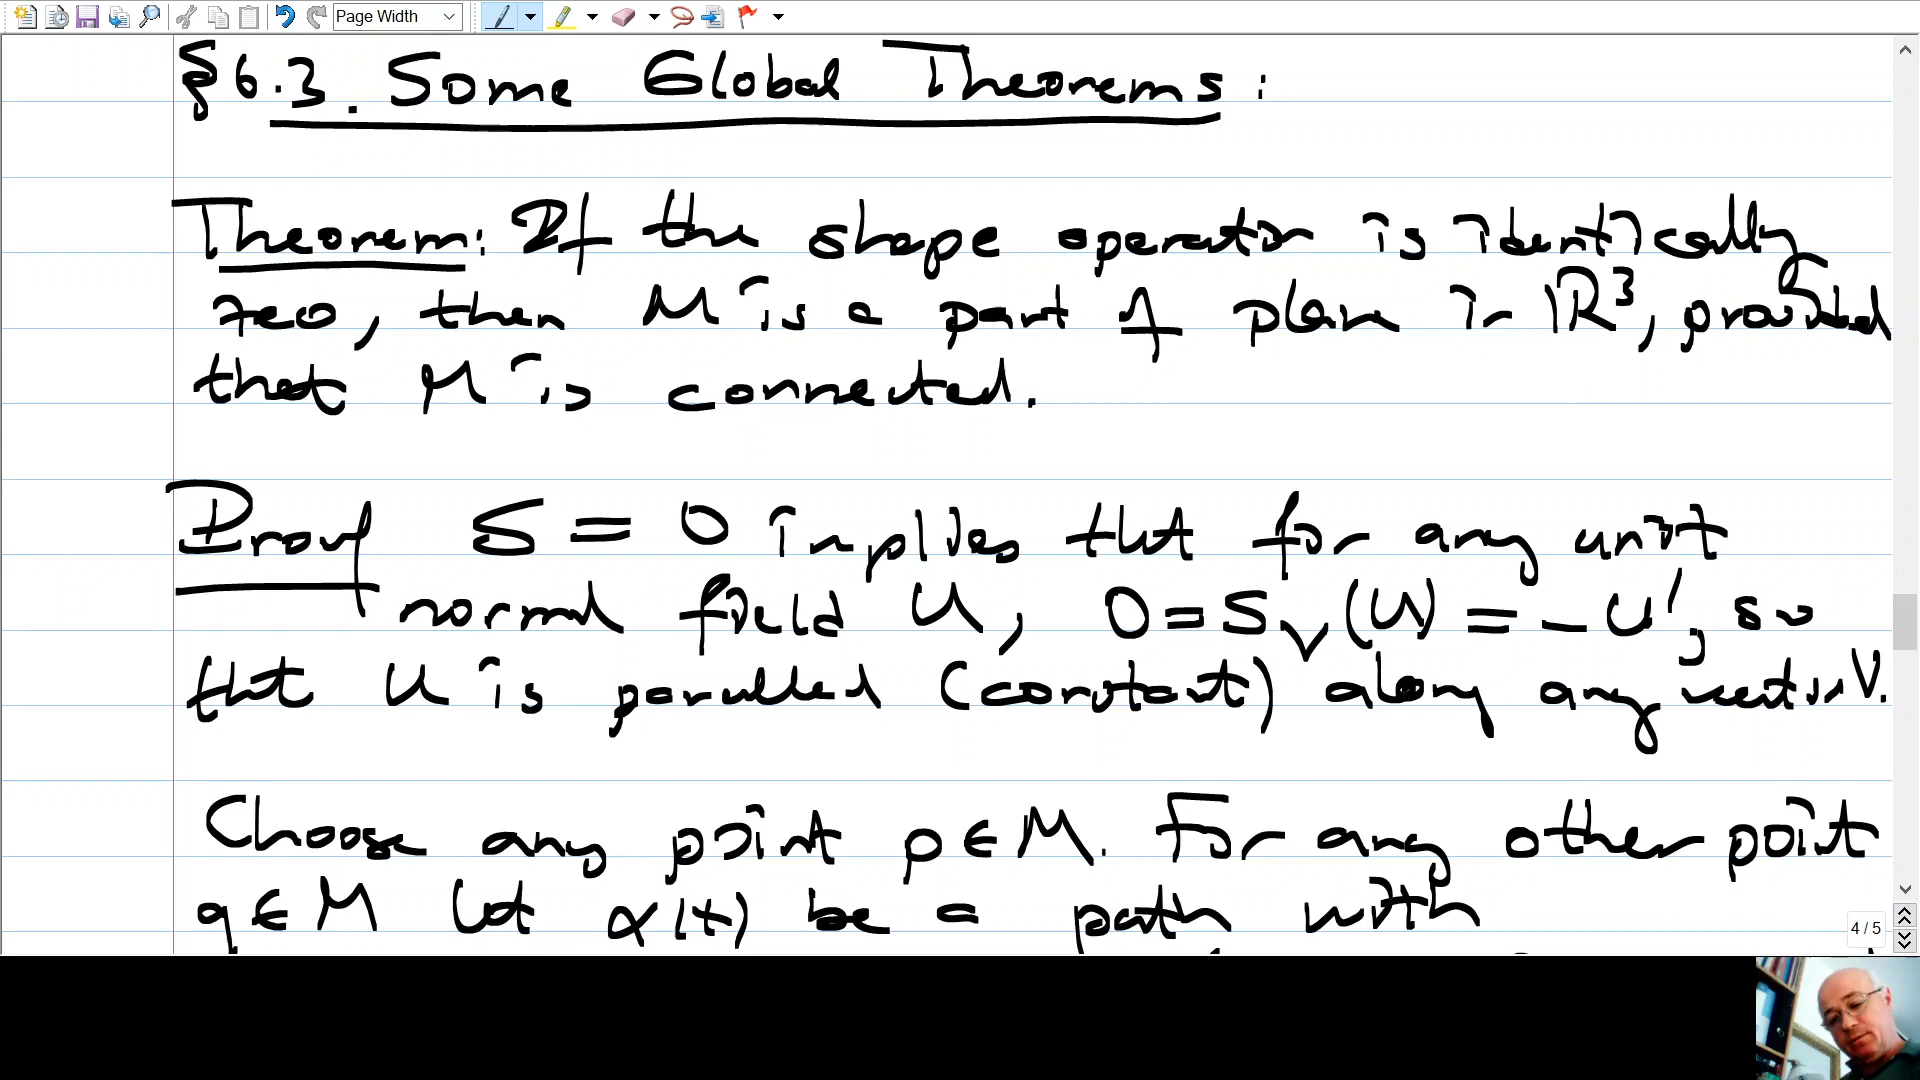 Page Width
§6.3. Some Global Theorems:
Theorem: If the shape operator is identically
zero, then M is a part of plane in ℝ³, provided
that M is connected.
Proof S = 0 implies that for any unit
normal field U, 0 = S_V(U) = -U', so
that U is parallel (constant) along any vector V.
Choose any point p ∈ M. For any other point
q ∈ M let α(t) be a path with
4 / 5